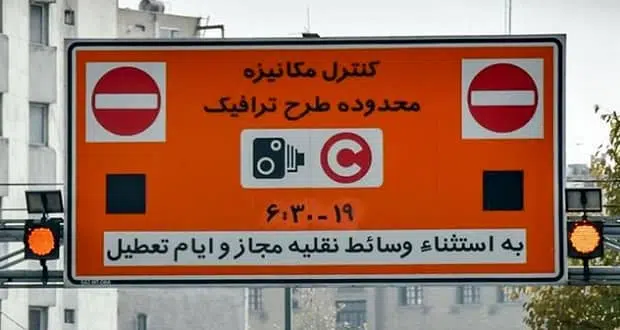 کنترل مکانیزه
محدوده طرح ترافیک
C
۶:۳۰-۱۹
به استثناءِ وسائط نقلیه مجاز و ایام تعطیل